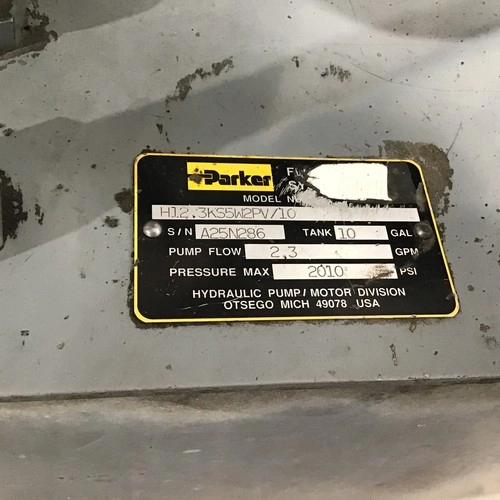 Parker
MODEL NO
H12.3KS5W2PV/10
S/N A25N286 TANK 10 GAL
PUMP FLOW 2.3 GPM
PRESSURE MAX 2010 PSI
HYDRAULIC PUMP/MOTOR DIVISION
OTSEGO MICH 49078 USA